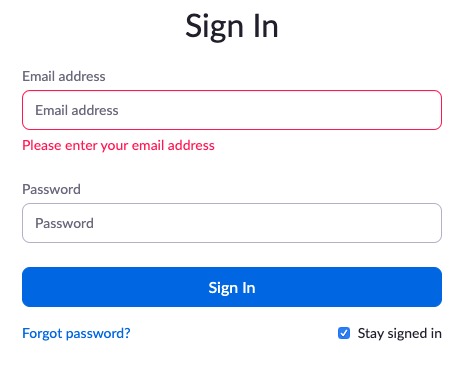 Sign In
Email address
Email address
Please enter your email address
Password
Password
Sign In
Forgot password? Stay signed in